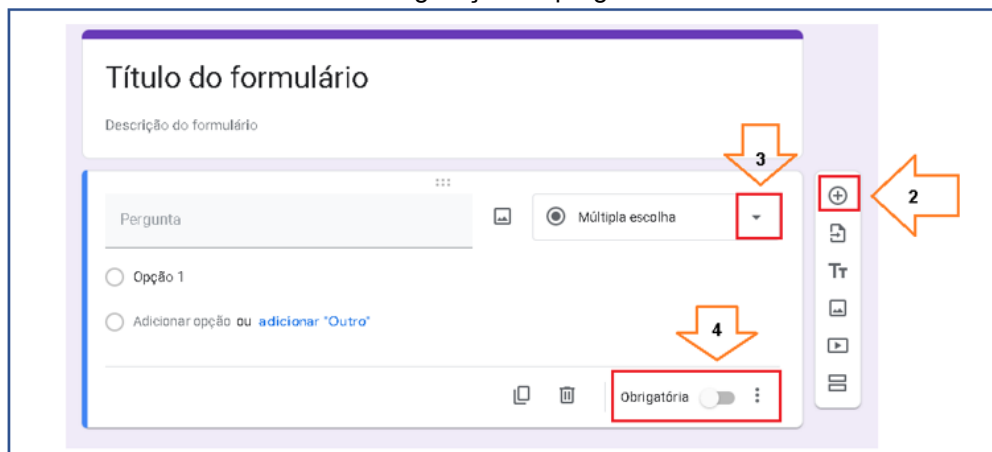 Título do formulário
Descrição do formulário
3
2
Pergunta
Múltipla escolha
Tт
Opção 1
Adicionar opção ou adicionar "Outro"
4
Obrigatória